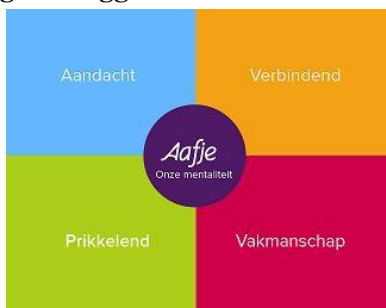 Aandacht
Verbindend
Aafje
Onze mentaliteit
Prikkelend
Vakmanschap